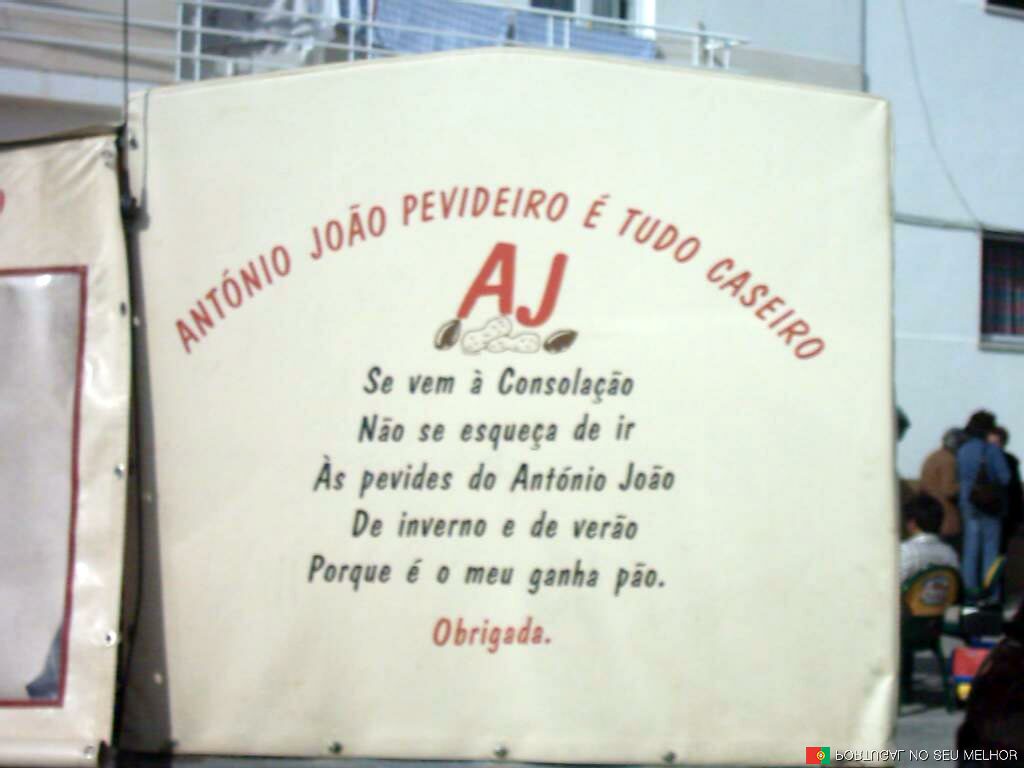 ANTÓNIO JOÃO PEVIDEIRO É TUDO CASEIRO
AJ
Se vem à Consolação
Não se esqueça de ir
Às pevides do António João
De inverno e de verão
Porque é o meu ganha pão.
Obrigada.
PORTUGAL NO SEU MELHOR